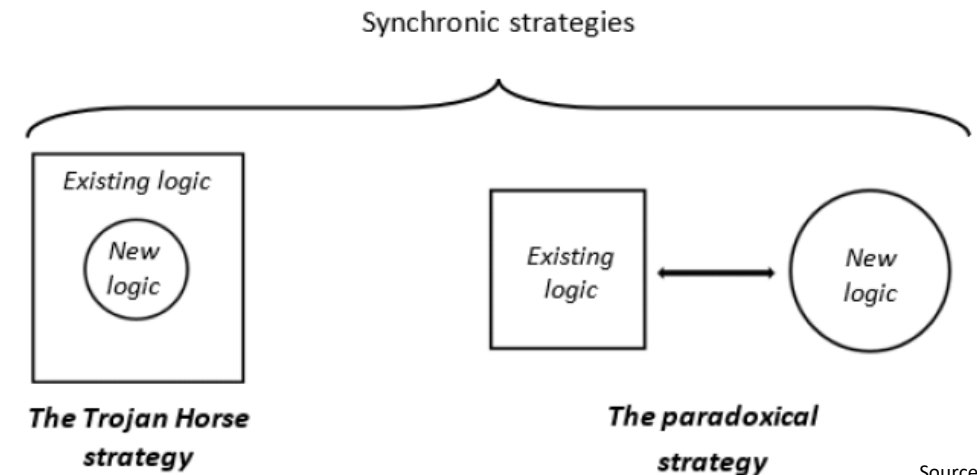 Synchronic strategies
Existing logic
New
logic
The Trojan Horse
strategy
Existing
logic
New
logic
The paradoxical
strategy
Source